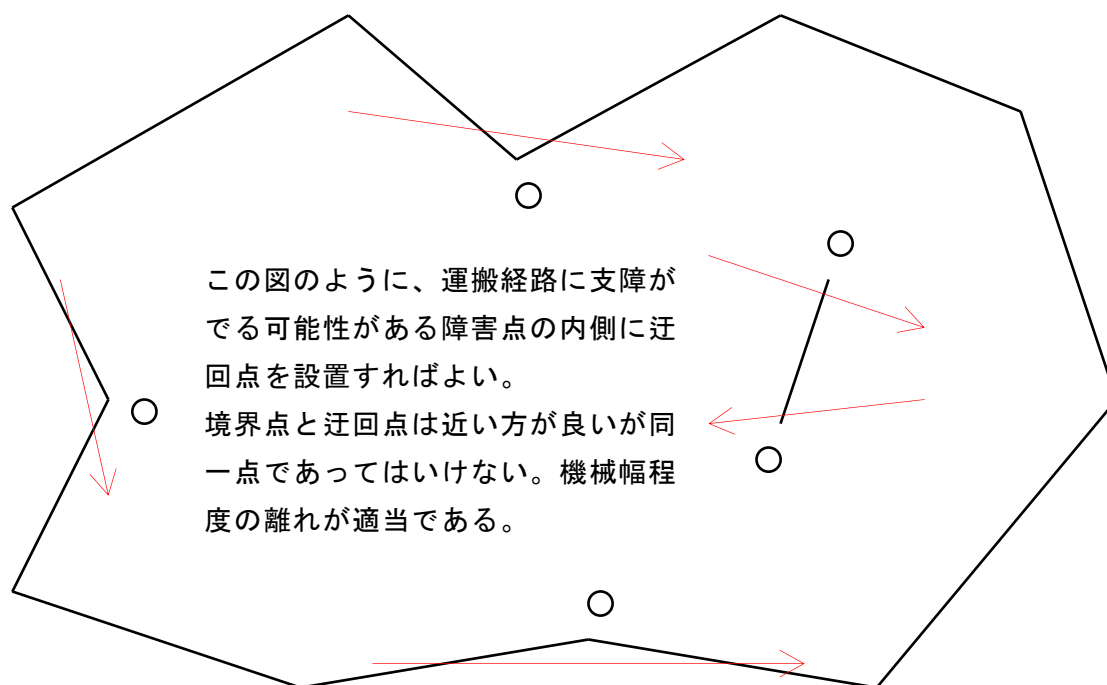 この図のように、運搬経路に支障が
でる可能性がある障害点の内側に迂
回点を設置すればよい。
境界点と迂回点は近い方が良いが同
一点であってはいけない。機械幅程
度の離れが適当である。